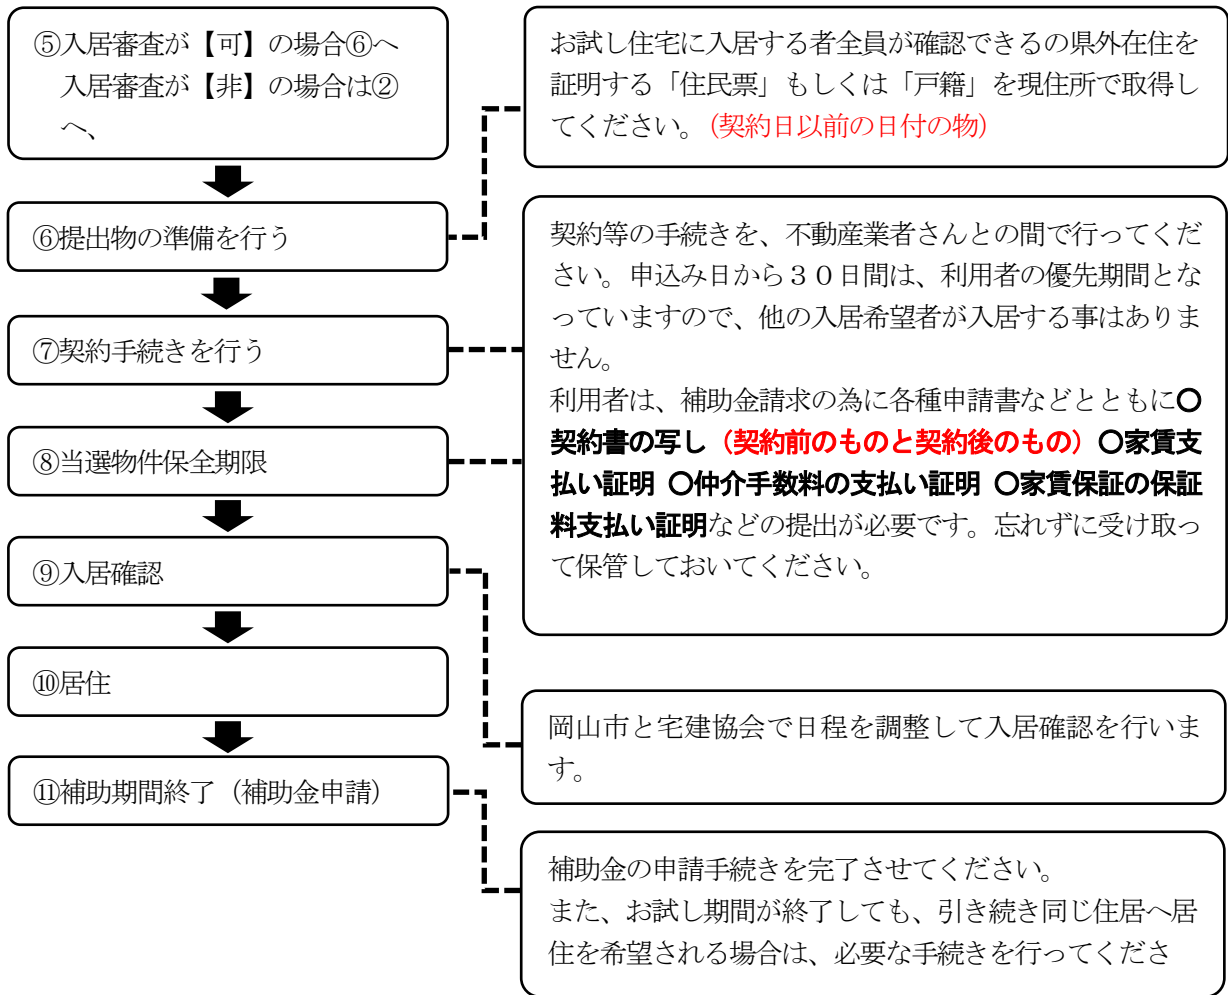 ⑤入居審査が【可】の場合⑥へ
入居審査が【非】の場合は②
へ、
お試し住宅に入居する者全員が確認できるの県外在住を
証明する「住民票」もしくは「戸籍」を現住所で取得し
てください。（契約日以前の日付の物）
⑥提出物の準備を行う
⑦契約手続きを行う
⑧当選物件保全期限
契約等の手続きを、不動産業者さんとの間で行ってくだ
さい。申込み日から３０日間は、利用者の優先期間とな
っていますので、他の入居希望者が入居する事はありま
せん。
利用者は、補助金請求の為に各種申請書などとともに〇
契約書の写し（契約前のものと契約後のもの）〇家賃支
払い証明 〇仲介手数料の支払い証明 〇家賃保証の保証
料支払い証明などの提出が必要です。忘れずに受け取っ
て保管しておいてください。
⑨入居確認
⑩居住
岡山市と宅建協会で日程を調整して入居確認を行いま
す。
⑪補助期間終了（補助金申請）
補助金の申請手続きを完了させてください。
また、お試し期間が終了しても、引き続き同じ住居へ居
住を希望される場合は、必要な手続きを行ってくださ